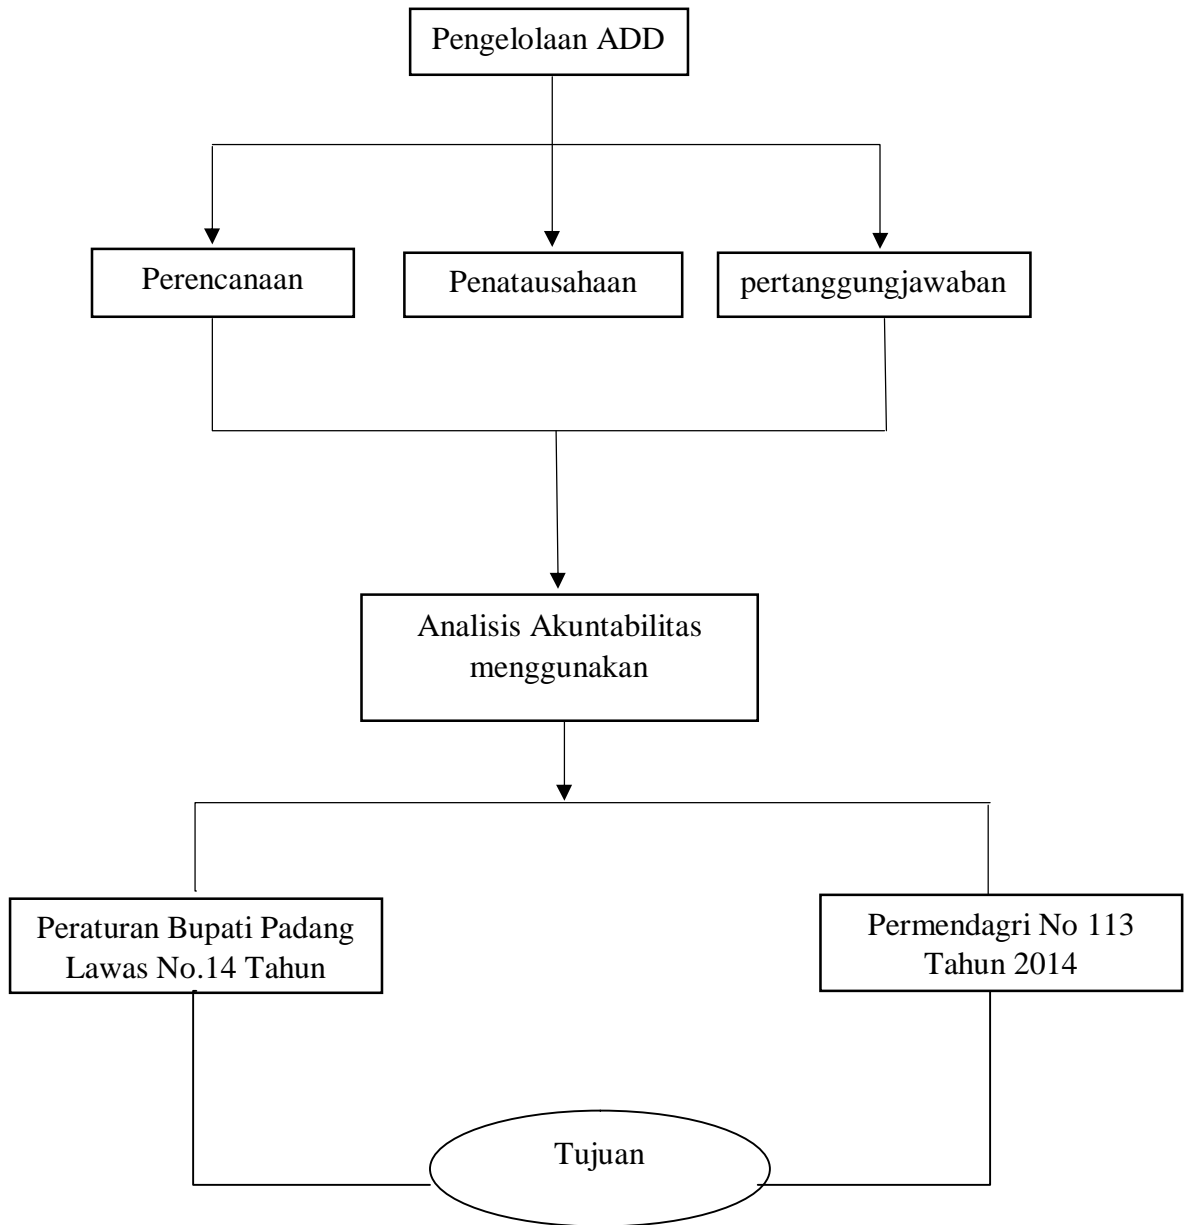 Pengelolaan ADD
Perencanaan
Penatausahaan
pertanggungjawaban
Analisis Akuntabilitas
menggunakan
Peraturan Bupati Padang
Lawas No.14 Tahun
Permendagri No 113
Tahun 2014
Tujuan